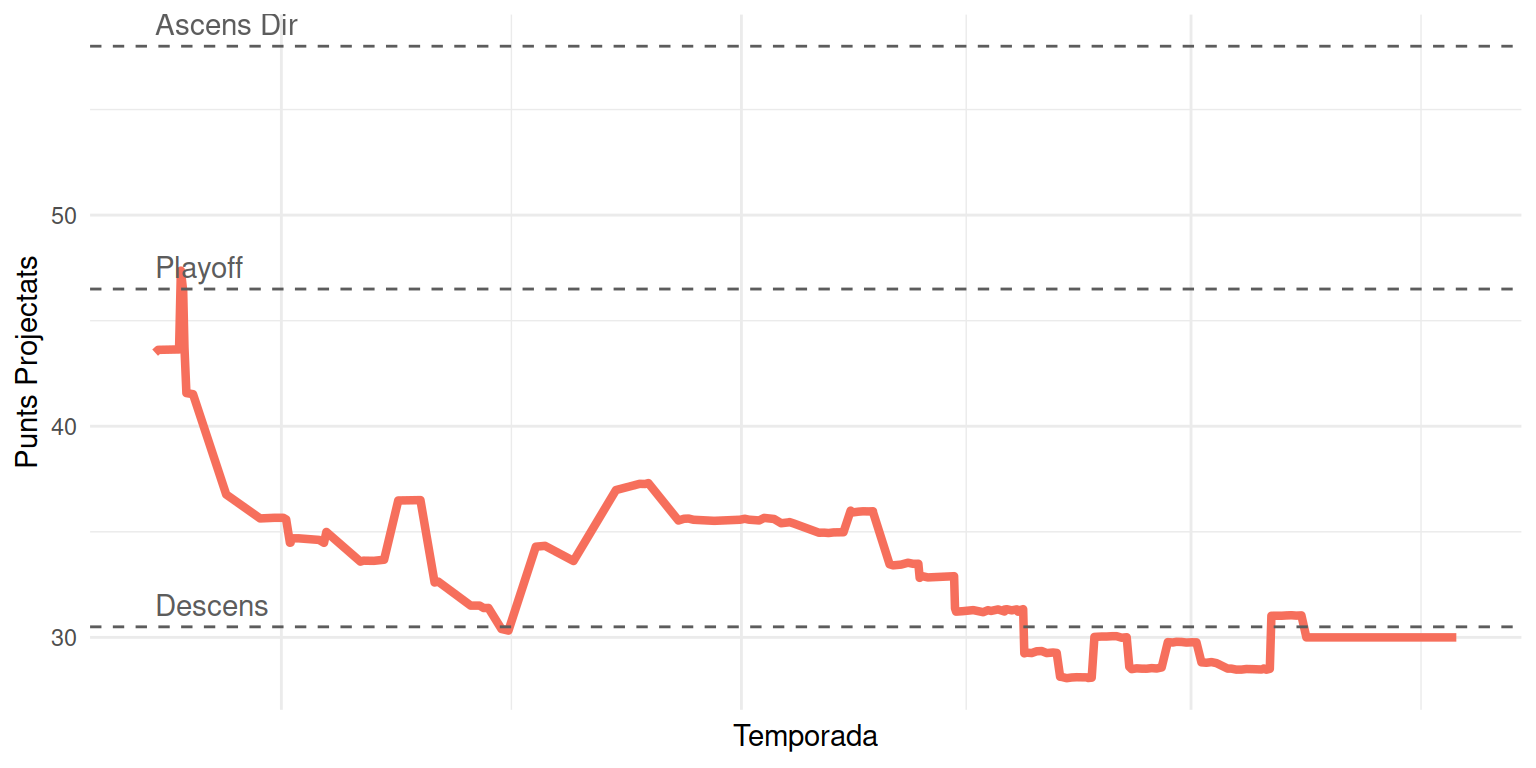 Ascens Dir
50
Playoff
40
Descens
30
Punts Projectats
Temporada